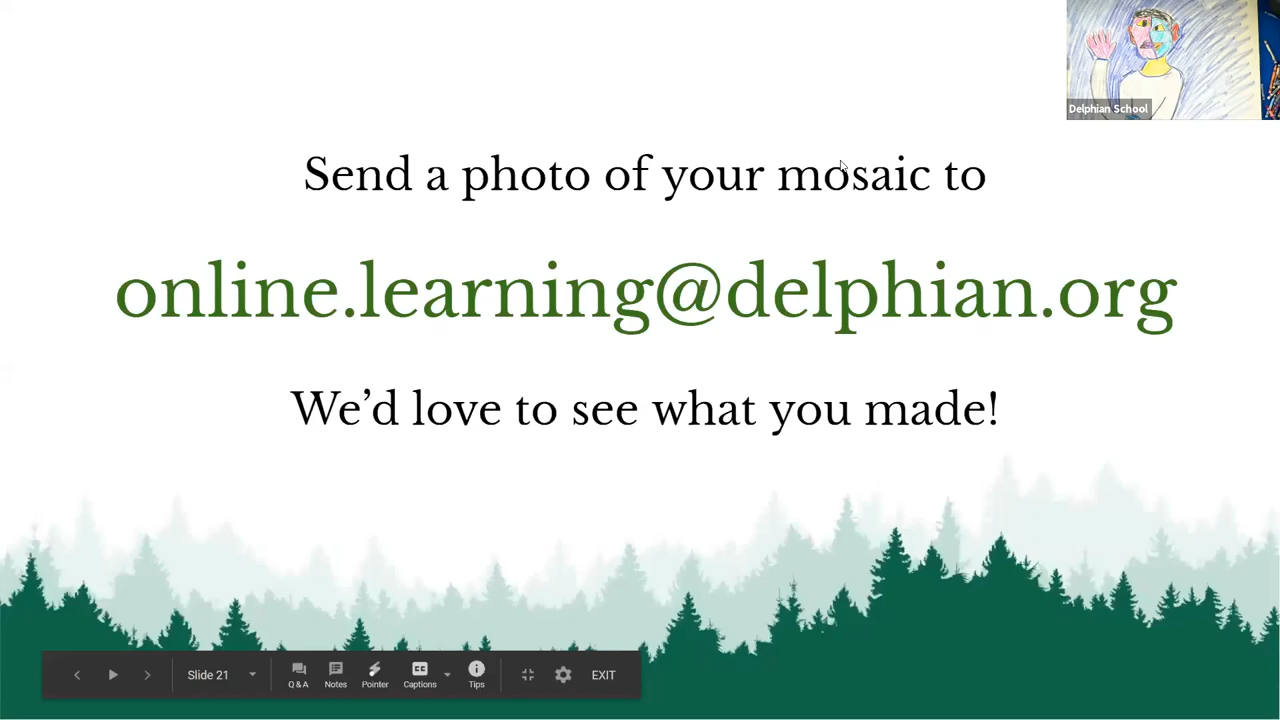 Delphian School
Send a photo of your mosaic to
online.learning@delphian.org
We'd love to see what you made!
Slide 21
Q & A
Notes
Pointer
Captions
Tips
EXIT